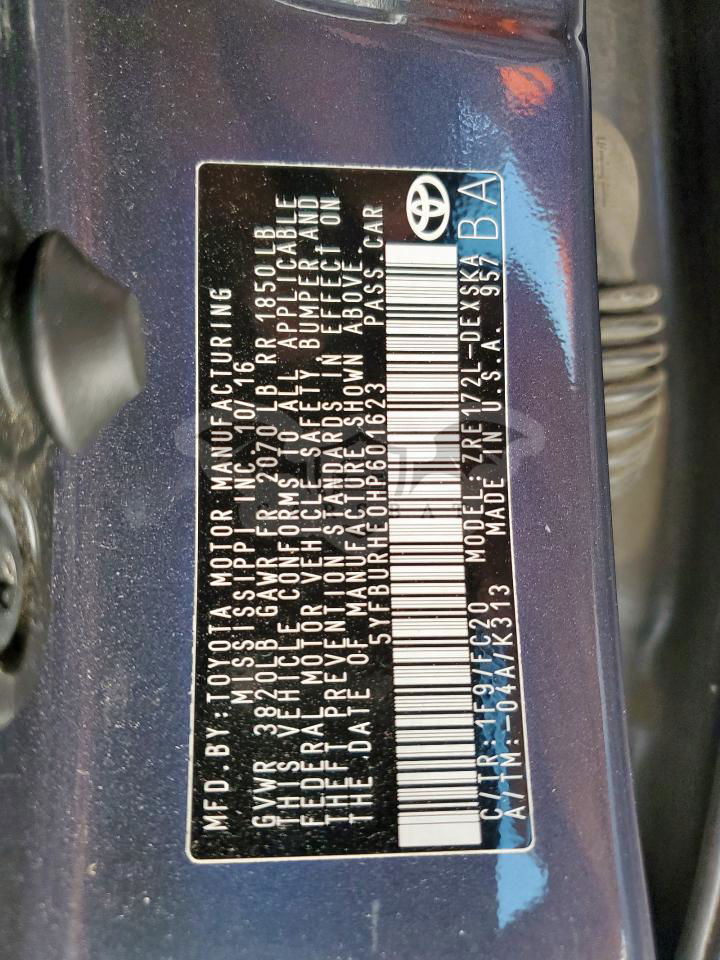 MFD.BY:TOYOTA MOTOR MANUFACTURING
MISSISSIPPI INC 10/16
GVWR 3820LB GAWR FR 2070 LB RR 1850LB
THIS VEHICLE CONFORMS TO ALL APPLICABLE
FEDERAL MOTOR VEHICLE SAFETY, BUMPER AND
THEFT PREVENTION STANDARDS IN EFFECT ON
THE DATE OF MANUFACTURE SHOWN ABOVE.
PASS.CAR
C/TR:1F9/FC20 MODEL:ZRE172L-DEXSKA
A/TM:-04A/K313 MADE IN U.S.A. 957
BA